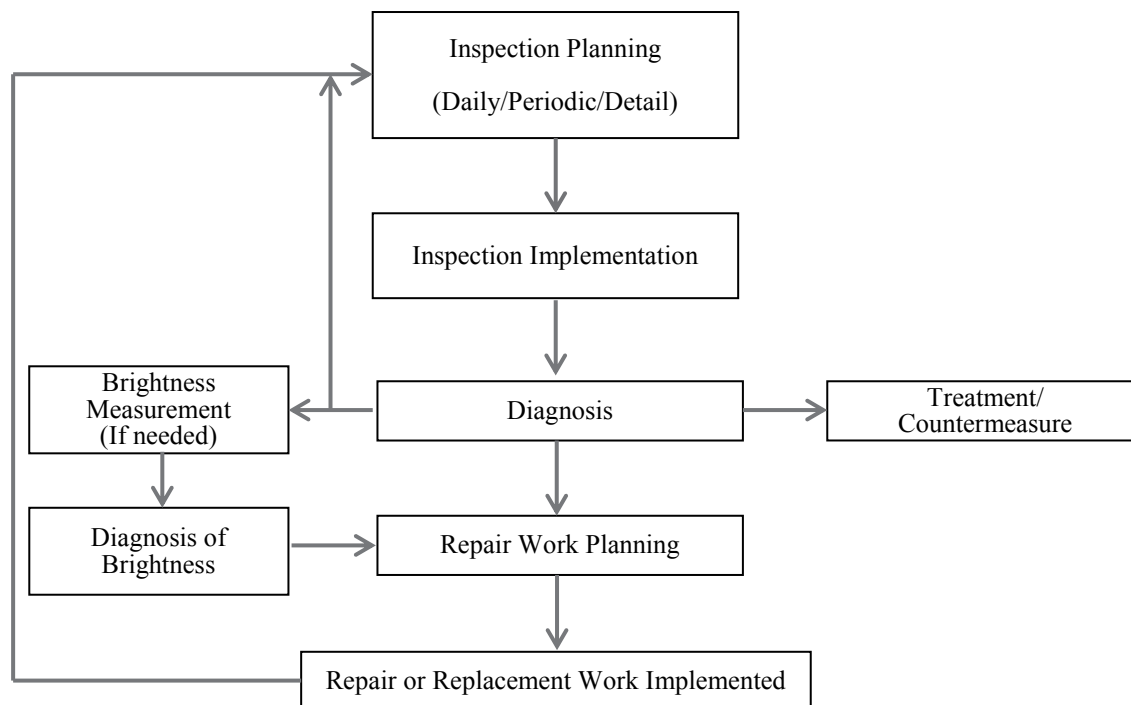 Inspection Planning
(Daily/Periodic/Detail)
Inspection Implementation
Brightness
Measurement
(If needed)
Diagnosis
Treatment/
Countermeasure
Diagnosis of
Brightness
Repair Work Planning
Repair or Replacement Work Implemented